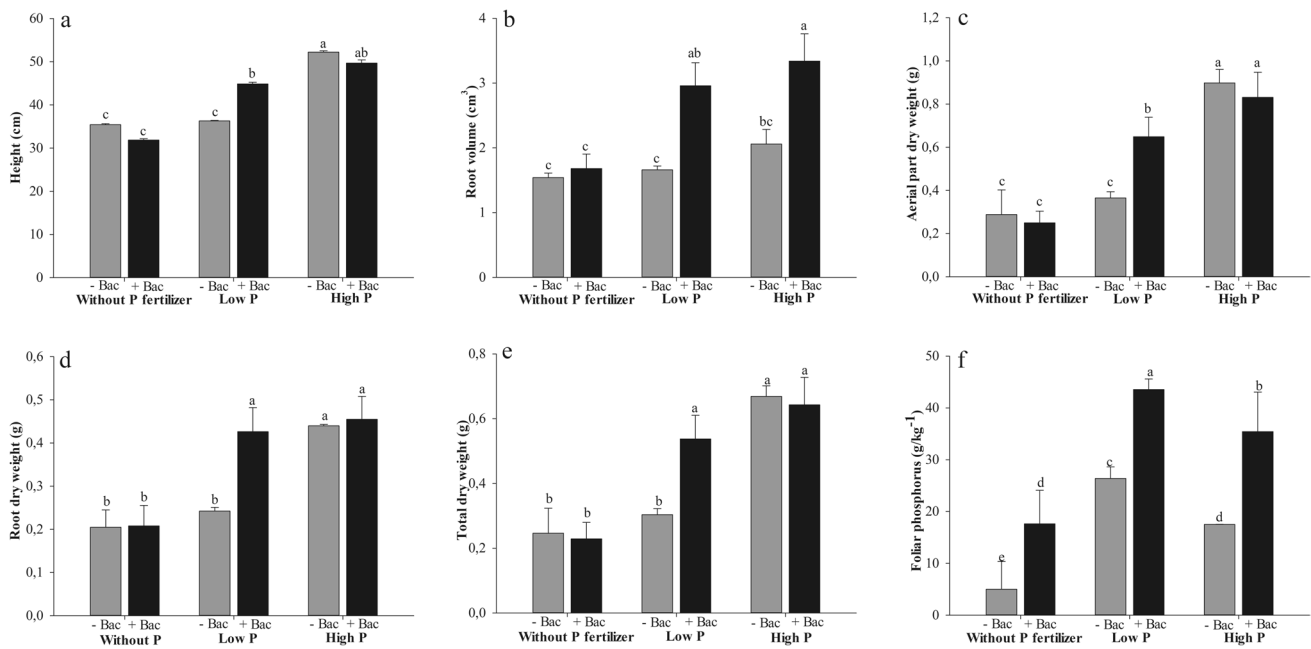 a
Height (cm)
60
50
40
30
20
10
0
c
c
c
b
a
ab
- Bac + Bac - Bac + Bac - Bac + Bac
Without P fertilizer Low P High P
b
Root volume (cm³)
4
3
2
1
0
c
c
c
ab
bc
a
- Bac + Bac - Bac + Bac - Bac + Bac
Without P fertilizer Low P High P
c
Aerial part dry weight (g)
1,2
1,0
0,8
0,6
0,4
0,2
0,0
c
c
c
b
a
a
- Bac + Bac - Bac + Bac - Bac + Bac
Without P fertilizer Low P High P
d
Root dry weight (g)
0,6
0,5
0,4
0,3
0,2
0,1
0,0
b
b
b
a
a
a
- Bac + Bac - Bac + Bac - Bac + Bac
Without P Low P High P
e
Total dry weight (g)
0,8
0,6
0,4
0,2
0,0
b
b
b
a
a
a
- Bac + Bac - Bac + Bac - Bac + Bac
Without P fertilizer Low P High P
f
Foliar phosphorus (g/kg⁻¹)
50
40
30
20
10
0
e
d
c
a
d
b
- Bac + Bac - Bac + Bac - Bac + Bac
Without P fertilizer Low P High P